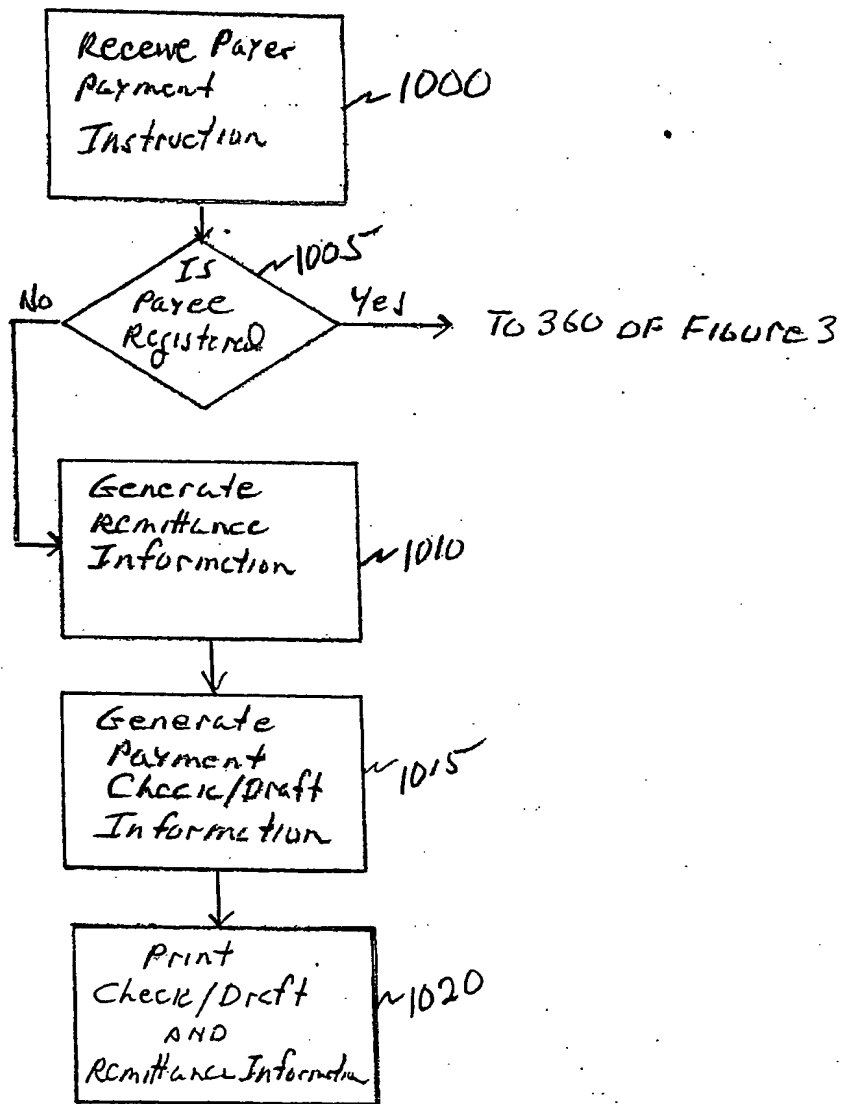 Receive Payer
Payment
Instruction
1000
Is
Payee
Registered
1005
No
Yes
To 360 OF FIGURE 3
Generate
Remittance
Information
1010
Generate
Payment
Check/Draft
Information
1015
Print
Check/Draft
AND
Remittance Information
1020